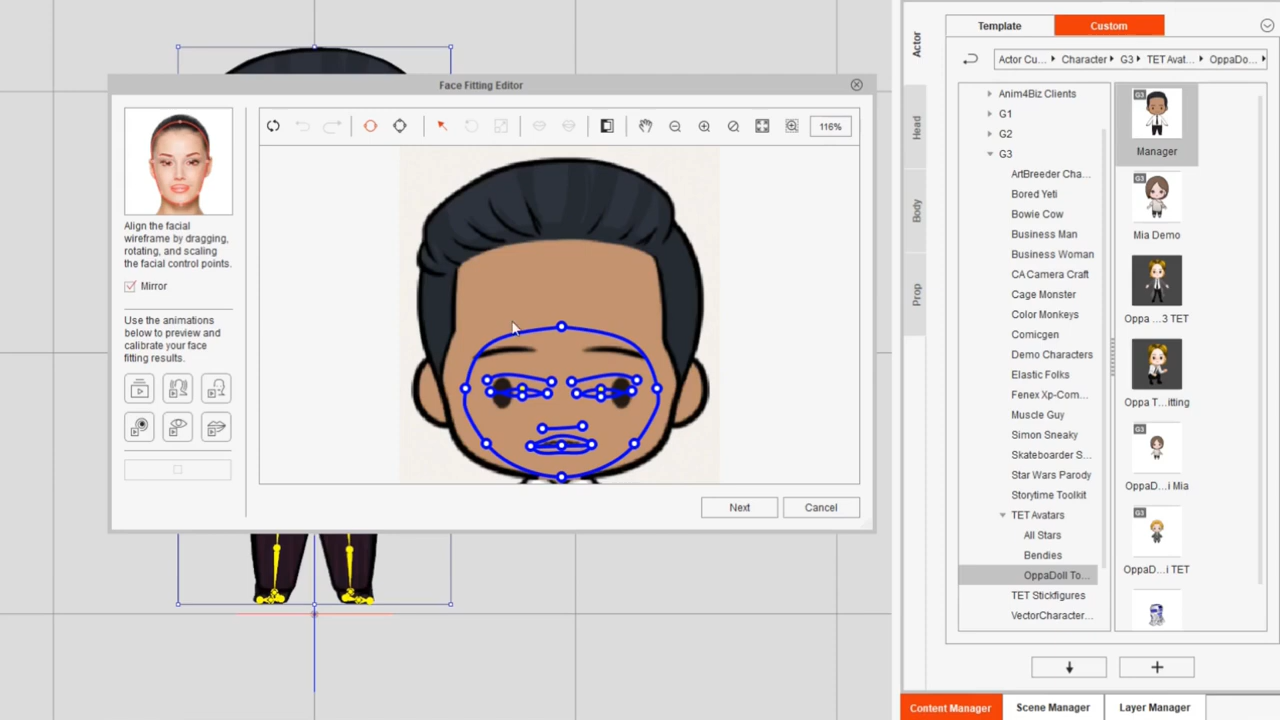 Face Fitting Editor
116%
Align the facial
wireframe by dragging,
rotating, and scaling
the facial control points.
Mirror
Use the animations
below to preview and
calibrate your face
fitting results.
Next
Cancel
Actor
Head
Body
Prop
Template
Custom
Actor Cu...
Character
G3
TET Avat...
OppaDo...
Anim4Biz Clients
G1
G2
G3
ArtBreeder Cha...
Bored Yeti
Bowie Cow
Business Man
Business Woman
CA Camera Craft
Cage Monster
Color Monkeys
Comicgen
Demo Characters
Elastic Folks
Fenex Xp-Com...
Muscle Guy
Simon Sneaky
Skateboarder S...
Star Wars Parody
Storytime Toolkit
TET Avatars
All Stars
Bendies
OppaDoll To...
TET Stickfigures
VectorCharacter...
G3
Manager
G3
Mia Demo
Oppa ...3 TET
Oppa T...itting
G3
OppaD...i Mia
G3
OppaD...i TET
Content Manager
Scene Manager
Layer Manager